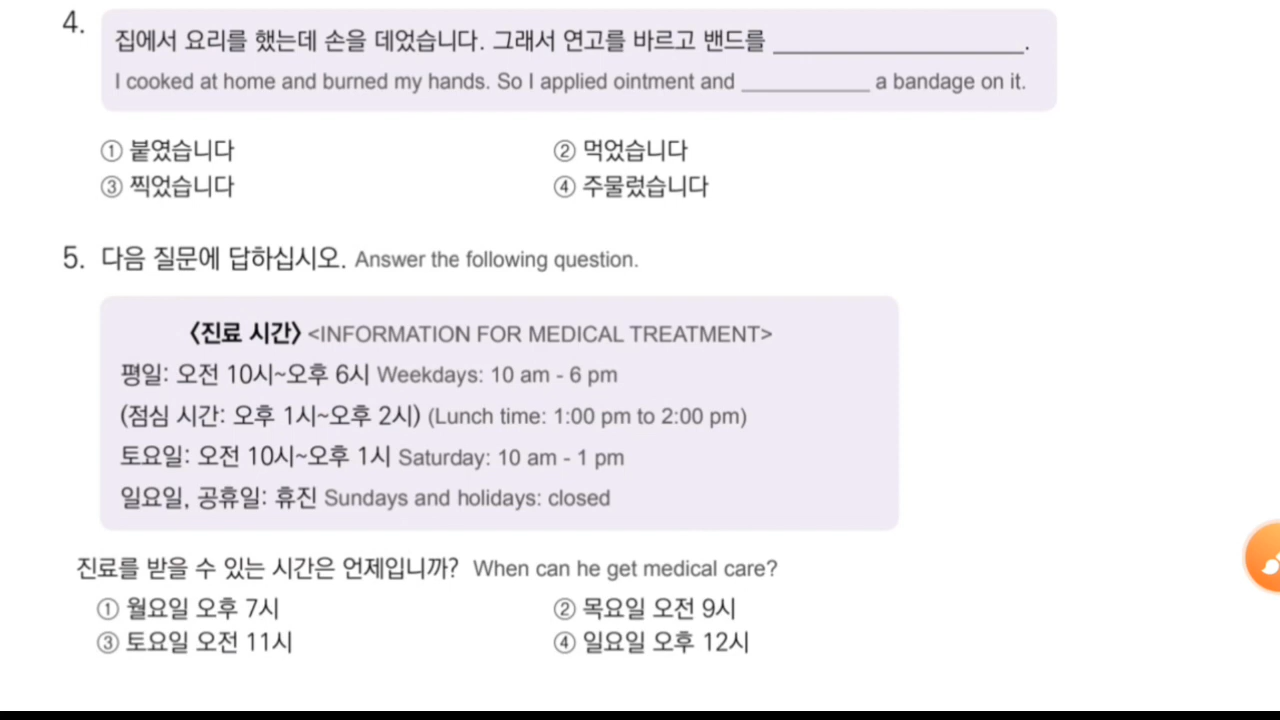 4.
집에서 요리를 했는데 손을 데었습니다. 그래서 연고를 바르고 밴드를 ____________________.
I cooked at home and burned my hands. So I applied ointment and ___________ a bandage on it.
① 붙였습니다 ② 먹었습니다
③ 찍었습니다 ④ 주물렀습니다
5. 다음 질문에 답하십시오. Answer the following question.
〈진료 시간〉 <INFORMATION FOR MEDICAL TREATMENT>
평일: 오전 10시~오후 6시 Weekdays: 10 am - 6 pm
(점심 시간: 오후 1시~오후 2시) (Lunch time: 1:00 pm to 2:00 pm)
토요일: 오전 10시~오후 1시 Saturday: 10 am - 1 pm
일요일, 공휴일: 휴진 Sundays and holidays: closed
진료를 받을 수 있는 시간은 언제입니까? When can he get medical care?
① 월요일 오후 7시 ② 목요일 오전 9시
③ 토요일 오전 11시 ④ 일요일 오후 12시